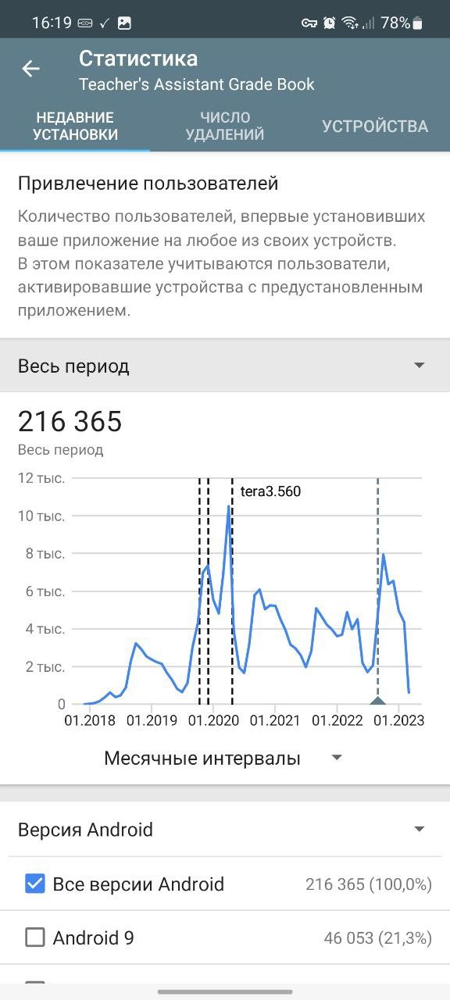 16:19 78%
Статистика
Teacher's Assistant Grade Book
НЕДАВНИЕ УСТАНОВКИ
ЧИСЛО УДАЛЕНИЙ
УСТРОЙСТВА
Привлечение пользователей
Количество пользователей, впервые установивших
ваше приложение на любое из своих устройств.
В этом показателе учитываются пользователи,
активировавшие устройства с предустановленным
приложением.
Весь период
216 365
Весь период
12 тыс.
tera3.560
10 тыс.
8 тыс.
6 тыс.
4 тыс.
2 тыс.
0
01.2018 01.2019 01.2020 01.2021 01.2022 01.2023
Месячные интервалы
Версия Android
Все версии Android 216 365 (100,0%)
Android 9 46 053 (21,3%)